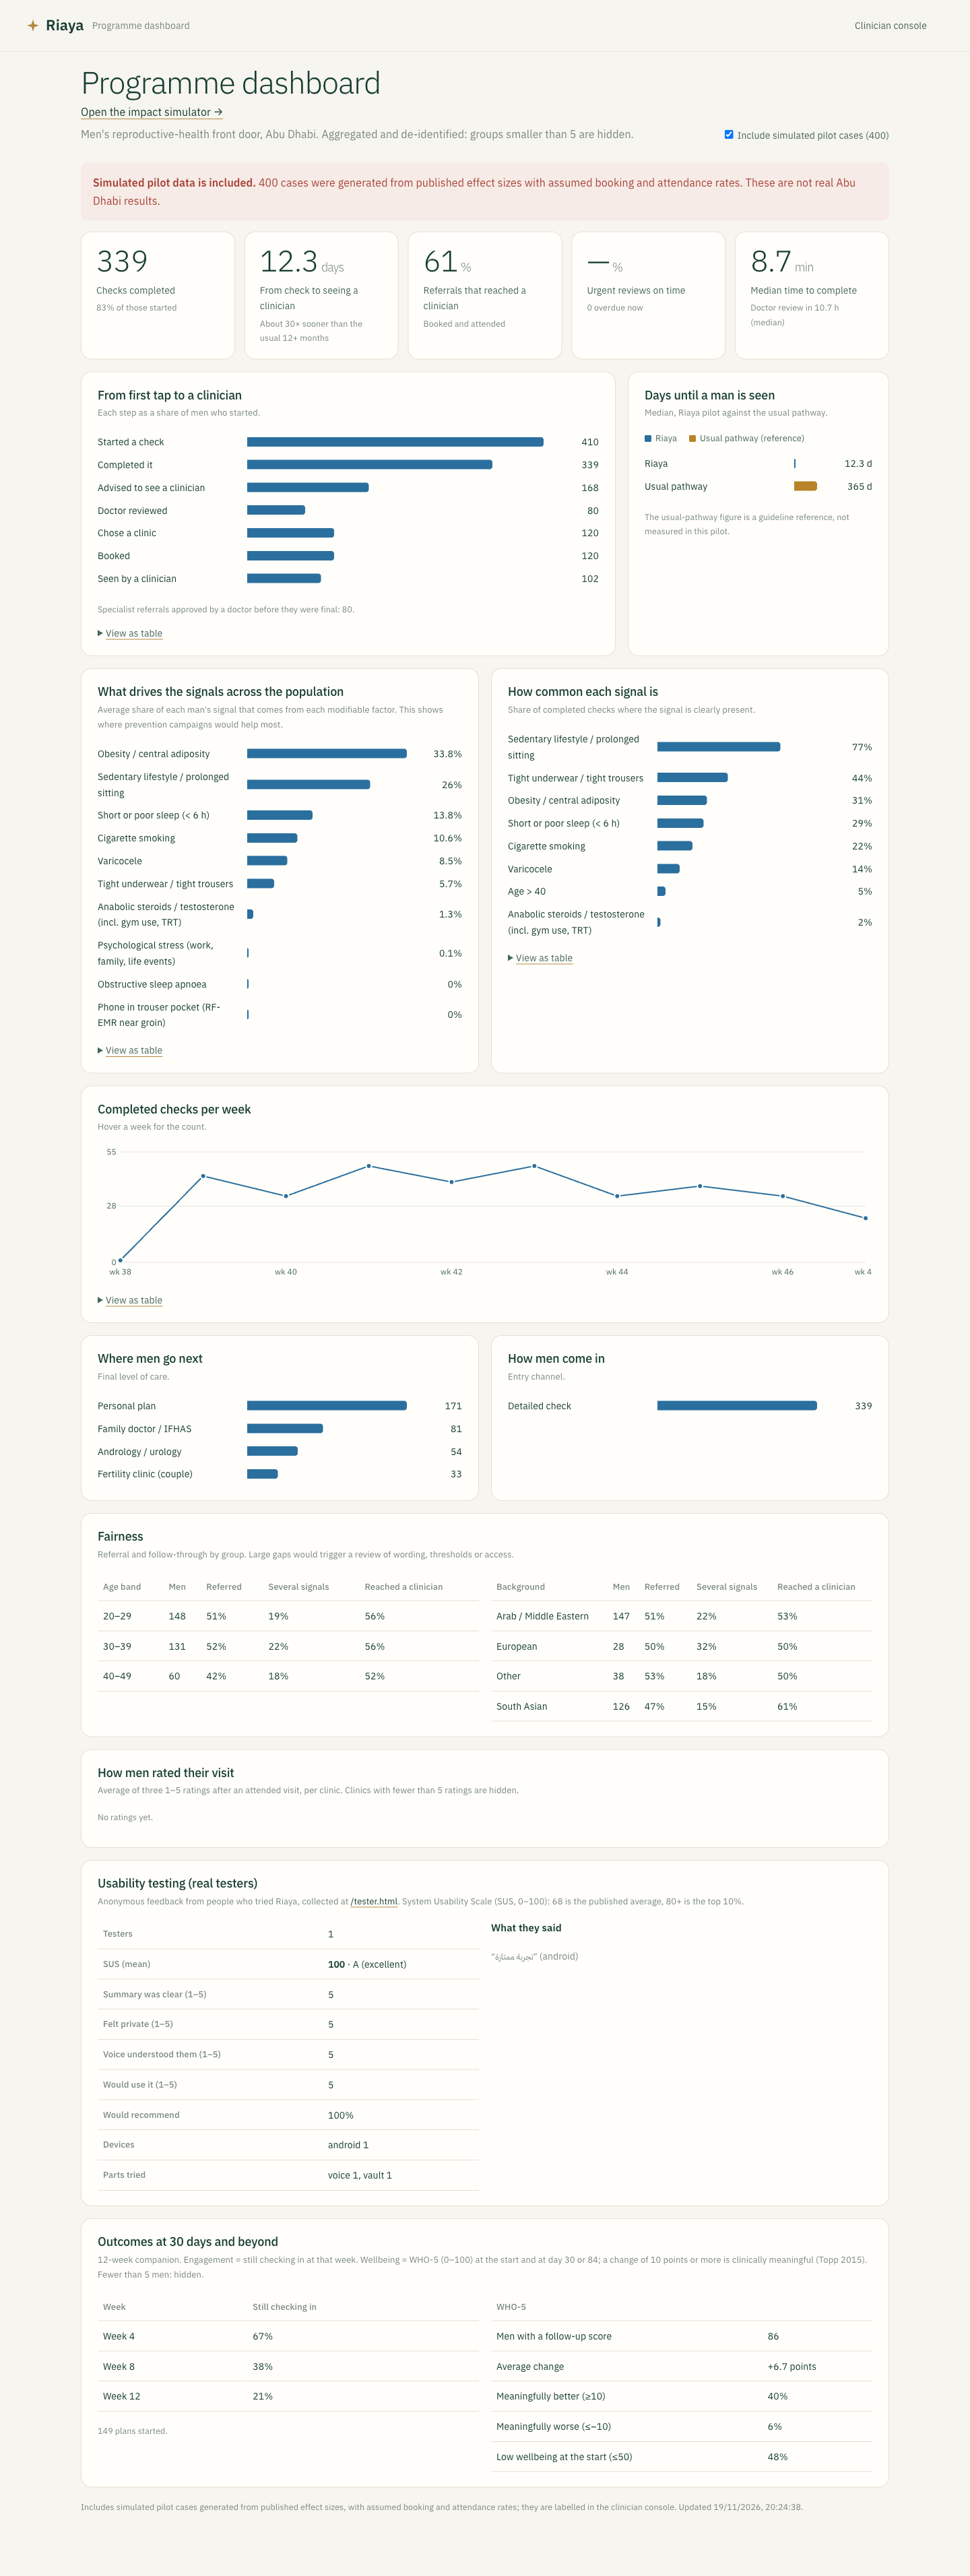 Riaya Programme dashboard
Clinician console
Programme dashboard
Open the impact simulator →
Men's reproductive-health front door, Abu Dhabi. Aggregated and de-identified: groups smaller than 5 are hidden.
Include simulated pilot cases (400)
Simulated pilot data is included. 400 cases were generated from published effect sizes with assumed booking and attendance rates. These are not real Abu
Dhabi results.
339
Checks completed
83% of those started
12.3 days
From check to seeing a
clinician
About 30× sooner than the
usual 12+ months
61 %
Referrals that reached a
clinician
Booked and attended
— %
Urgent reviews on time
0 overdue now
8.7 min
Median time to complete
Doctor review in 10.7 h
(median)
From first tap to a clinician
Each step as a share of men who started.
Started a check 410
Completed it 339
Advised to see a clinician 168
Doctor reviewed 80
Chose a clinic 120
Booked 120
Seen by a clinician 102
Specialist referrals approved by a doctor before they were final: 80.
▶ View as table
Days until a man is seen
Median, Riaya pilot against the usual pathway.
Riaya Usual pathway (reference)
Riaya 12.3 d
Usual pathway 365 d
The usual-pathway figure is a guideline reference, not
measured in this pilot.
What drives the signals across the population
Average share of each man's signal that comes from each modifiable factor. This shows
where prevention campaigns would help most.
Obesity / central adiposity 33.8%
Sedentary lifestyle / prolonged
sitting 26%
Short or poor sleep (< 6 h) 13.8%
Cigarette smoking 10.6%
Varicocele 8.5%
Tight underwear / tight trousers 5.7%
Anabolic steroids / testosterone
(incl. gym use, TRT) 1.3%
Psychological stress (work,
family, life events) 0.1%
Obstructive sleep apnoea 0%
Phone in trouser pocket (RF-
EMR near groin) 0%
▶ View as table
How common each signal is
Share of completed checks where the signal is clearly present.
Sedentary lifestyle / prolonged
sitting 77%
Tight underwear / tight trousers 44%
Obesity / central adiposity 31%
Short or poor sleep (< 6 h) 29%
Cigarette smoking 22%
Varicocele 14%
Age > 40 5%
Anabolic steroids / testosterone
(incl. gym use, TRT) 2%
▶ View as table
Completed checks per week
Hover a week for the count.
55
28
0
wk 38 wk 40 wk 42 wk 44 wk 46 wk 4
▶ View as table
Where men go next
Final level of care.
Personal plan 171
Family doctor / IFHAS 81
Andrology / urology 54
Fertility clinic (couple) 33
How men come in
Entry channel.
Detailed check 339
Fairness
Referral and follow-through by group. Large gaps would trigger a review of wording, thresholds or access.
Age band Men Referred Several signals Reached a clinician
20–29 148 51% 19% 56%
30–39 131 52% 22% 56%
40–49 60 42% 18% 52%
Background Men Referred Several signals Reached a clinician
Arab / Middle Eastern 147 51% 22% 53%
European 28 50% 32% 50%
Other 38 53% 18% 50%
South Asian 126 47% 15% 61%
How men rated their visit
Average of three 1–5 ratings after an attended visit, per clinic. Clinics with fewer than 5 ratings are hidden.
No ratings yet.
Usability testing (real testers)
Anonymous feedback from people who tried Riaya, collected at /tester.html. System Usability Scale (SUS, 0–100): 68 is the published average, 80+ is the top 10%.
Testers 1
SUS (mean) 100 · A (excellent)
Summary was clear (1–5) 5
Felt private (1–5) 5
Voice understood them (1–5) 5
Would use it (1–5) 5
Would recommend 100%
Devices android 1
Parts tried voice 1, vault 1
What they said
"تجربة ممتازة" (android)
Outcomes at 30 days and beyond
12-week companion. Engagement = still checking in at that week. Wellbeing = WHO-5 (0–100) at the start and at day 30 or 84; a change of 10 points or more is clinically meaningful (Topp 2015).
Fewer than 5 men: hidden.
Week Still checking in
Week 4 67%
Week 8 38%
Week 12 21%
149 plans started.
WHO-5
Men with a follow-up score 86
Average change +6.7 points
Meaningfully better (≥10) 40%
Meaningfully worse (≤−10) 6%
Low wellbeing at the start (≤50) 48%
Includes simulated pilot cases generated from published effect sizes, with assumed booking and attendance rates; they are labelled in the clinician console. Updated 19/11/2026, 20:24:38.